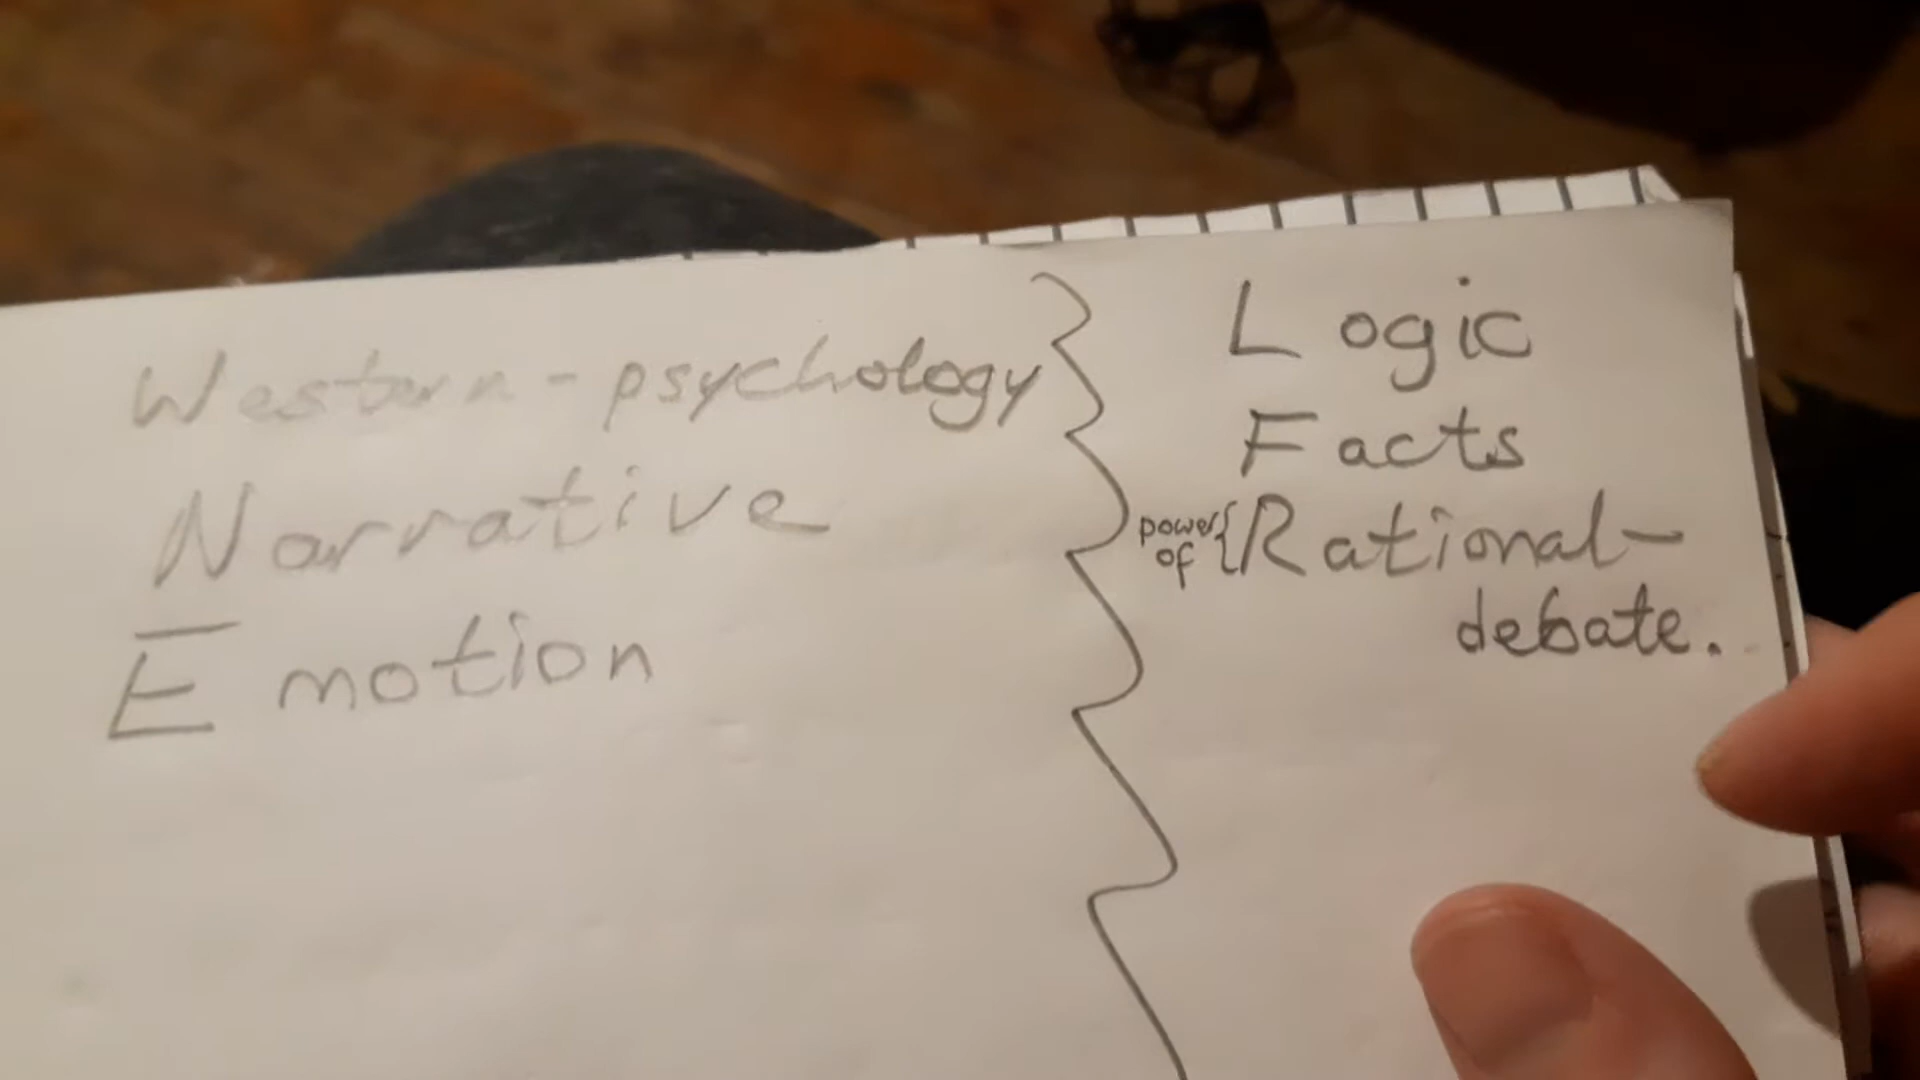 Western-psychology
Narrative
Emotion
Logic
Facts
power of { Rational-
debate.